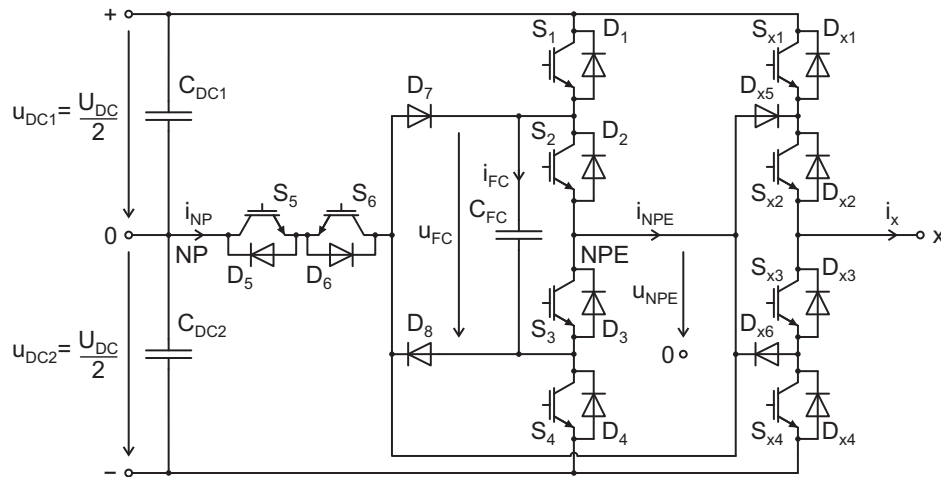 +
S1 D1 Sx1 Dx1
CDC1
uDC1= UDC
2
D7 Dx5
S2 D2
iFC
CFC
uFC
Sx2 Dx2
S5 S6
iNP
iNPE
ix
0 NP NPE x
D5 D6
uNPE
Sx3 Dx3
S3 D3
D8 Dx6
CDC2
uDC2= UDC
2
0
S4 D4 Sx4 Dx4
−